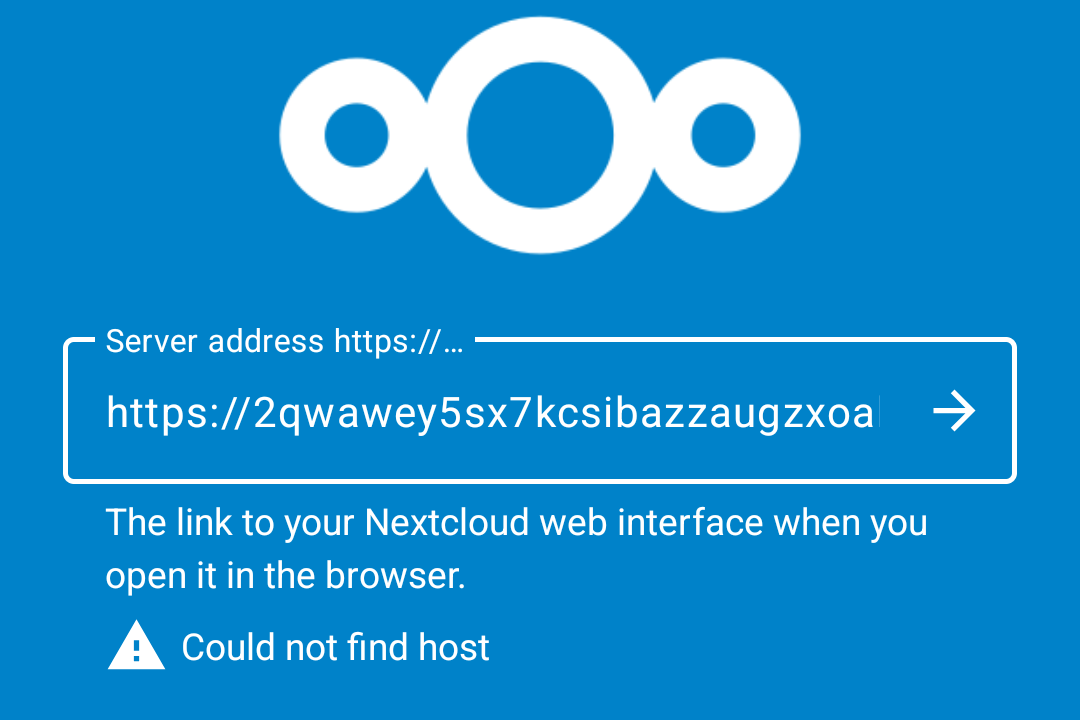 Server address https://…
https://2qwawey5sx7kcsibazzaugzxoa
The link to your Nextcloud web interface when you
open it in the browser.
Could not find host